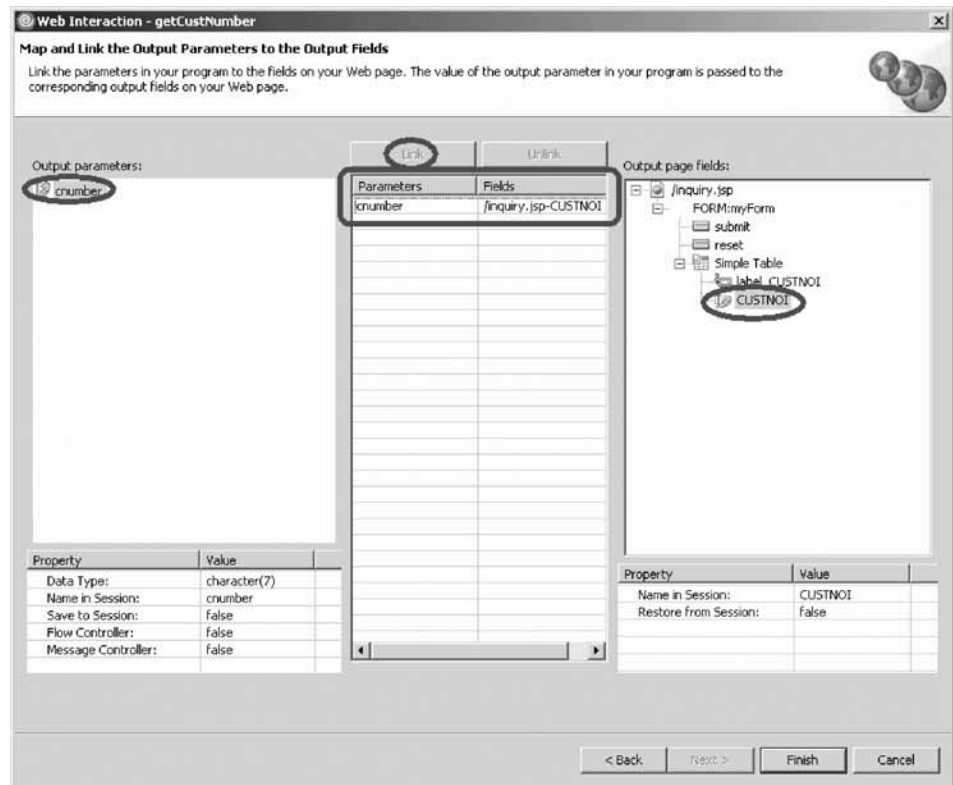 Web Interaction - getCustNumber
Map and Link the Output Parameters to the Output Fields
Link the parameters in your program to the fields on your Web page. The value of the output parameter in your program is passed to the
corresponding output fields on your Web page.
Link
Unlink
Output parameters:
cnumber
Parameters Fields
cnumber /inquiry.jsp-CUSTNOI
Output page fields:
/inquiry.jsp
FORM:myForm
submit
reset
Simple Table
label_CUSTNOI
CUSTNOI
Property Value
Data Type: character(7)
Name in Session: cnumber
Save to Session: false
Flow Controller: false
Message Controller: false
Property Value
Name in Session: CUSTNOI
Restore from Session: false
< Back
Next >
Finish
Cancel